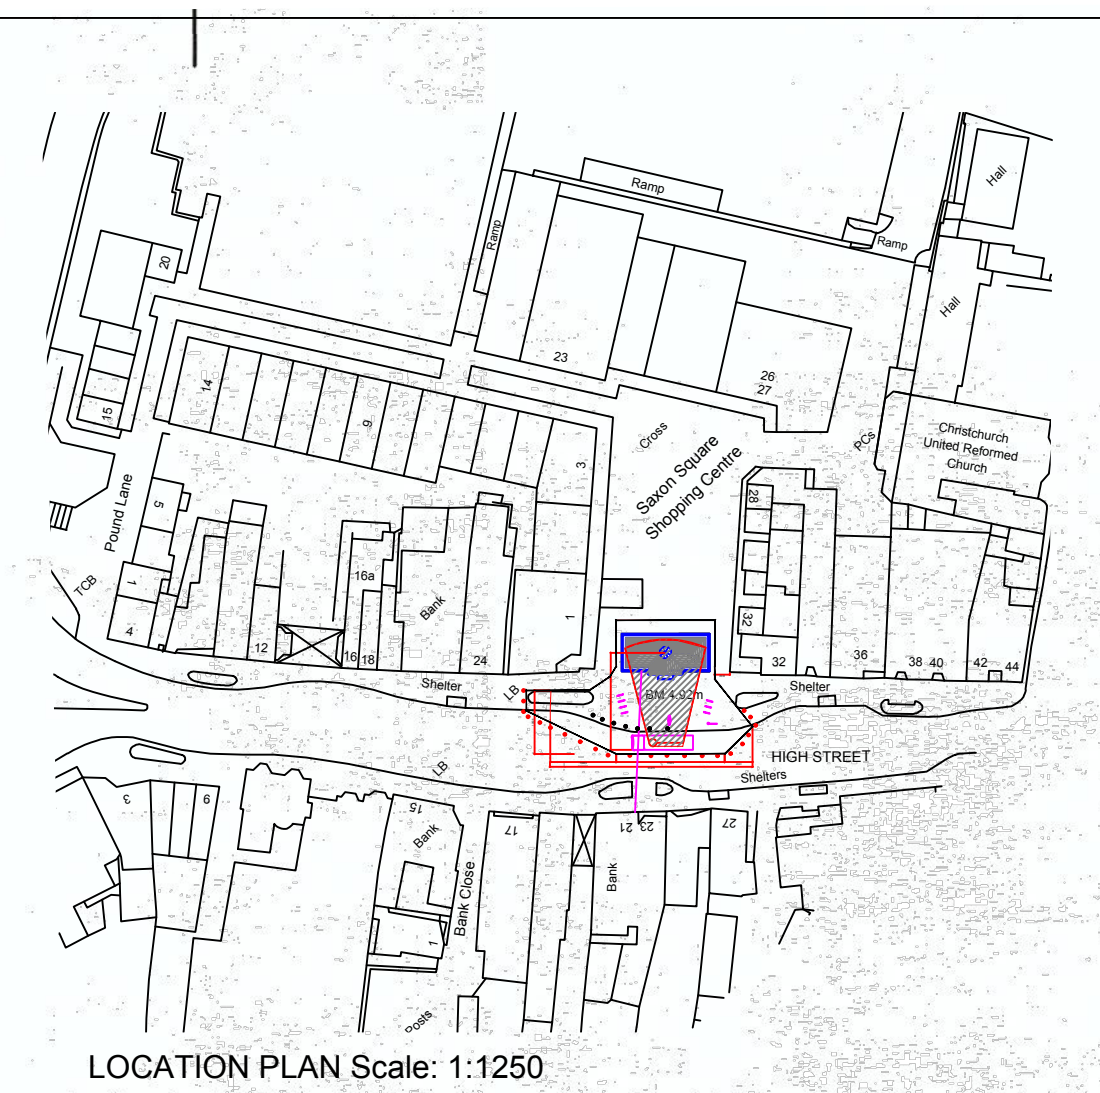 Hall
Ramp
Ramp
Ramp
20
Hall
23
26
27
14
15
9
Cross
Christchurch
United Reformed
Church
PCs
Saxon Square
Shopping Centre
3
28
5
Pound Lane
16a
TCB
1
Bank
1
32
4
12
16
18
24
32
36
38
40
42
44
Shelter
LB
BM 4.92m
Shelter
HIGH STREET
Shelters
LB
3
9
15
Bank
17
21
23
27
Bank
Bank Close
1
Posts
LOCATION PLAN Scale: 1:1250